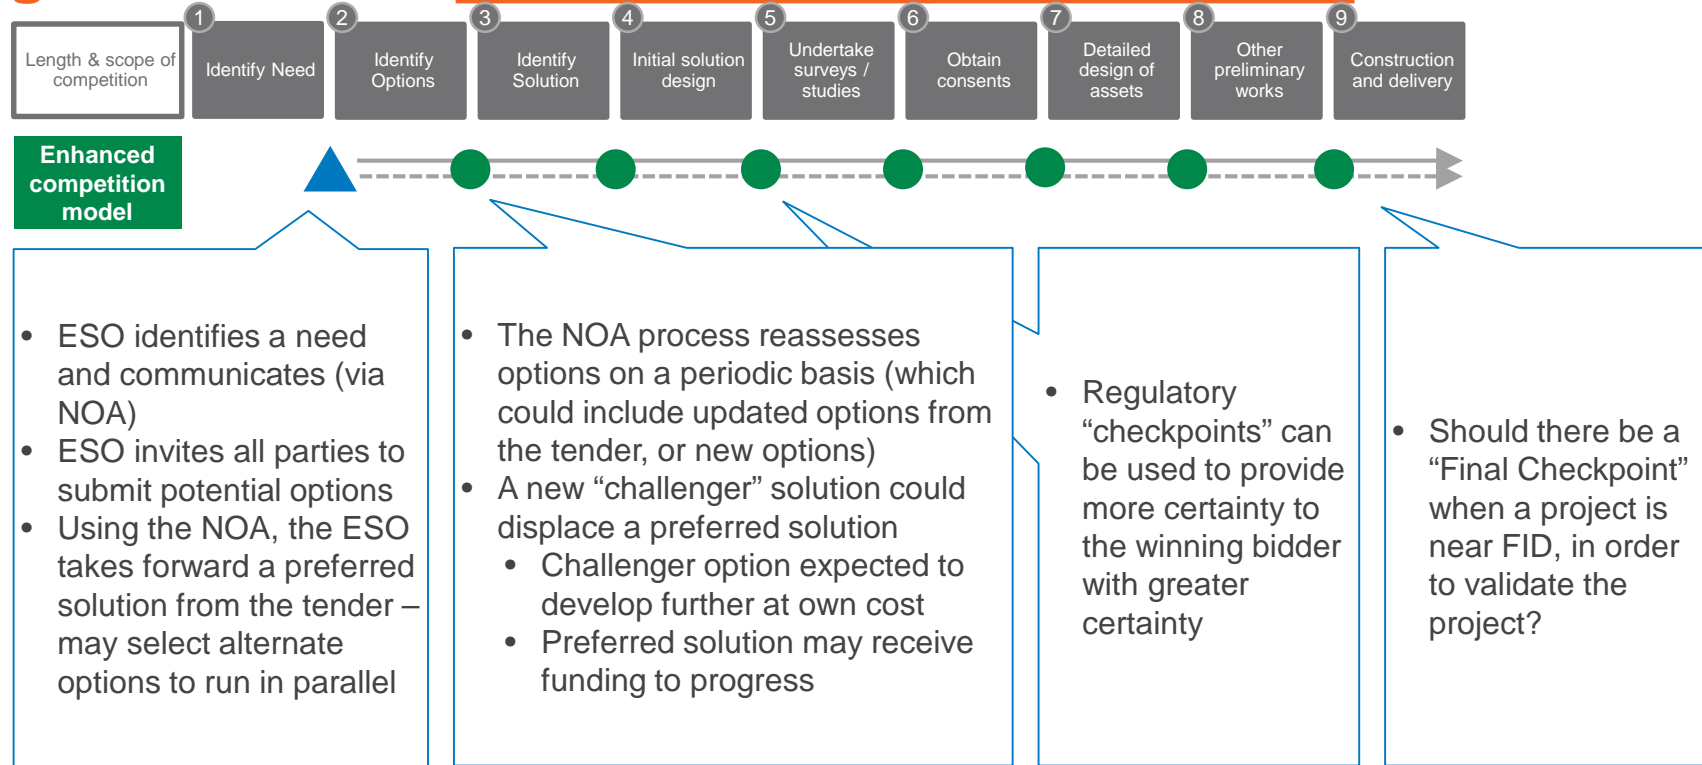 1
2
3
4
5
6
7
8
9
Length & scope of
competition
Identify Need
Identify
Options
Identify
Solution
Initial solution
design
Undertake
surveys /
studies
Obtain
consents
Detailed
design of
assets
Other
preliminary
works
Construction
and delivery
Enhanced
competition
model
• ESO identifies a need
and communicates (via
NOA)
• ESO invites all parties to
submit potential options
• Using the NOA, the ESO
takes forward a preferred
solution from the tender –
may select alternate
options to run in parallel
• The NOA process reassesses
options on a periodic basis (which
could include updated options from
the tender, or new options)
• A new “challenger” solution could
displace a preferred solution
• Challenger option expected to
develop further at own cost
• Preferred solution may receive
funding to progress
• Regulatory
“checkpoints” can
be used to provide
more certainty to
the winning bidder
with greater
certainty
• Should there be a
“Final Checkpoint”
when a project is
near FID, in order
to validate the
project?